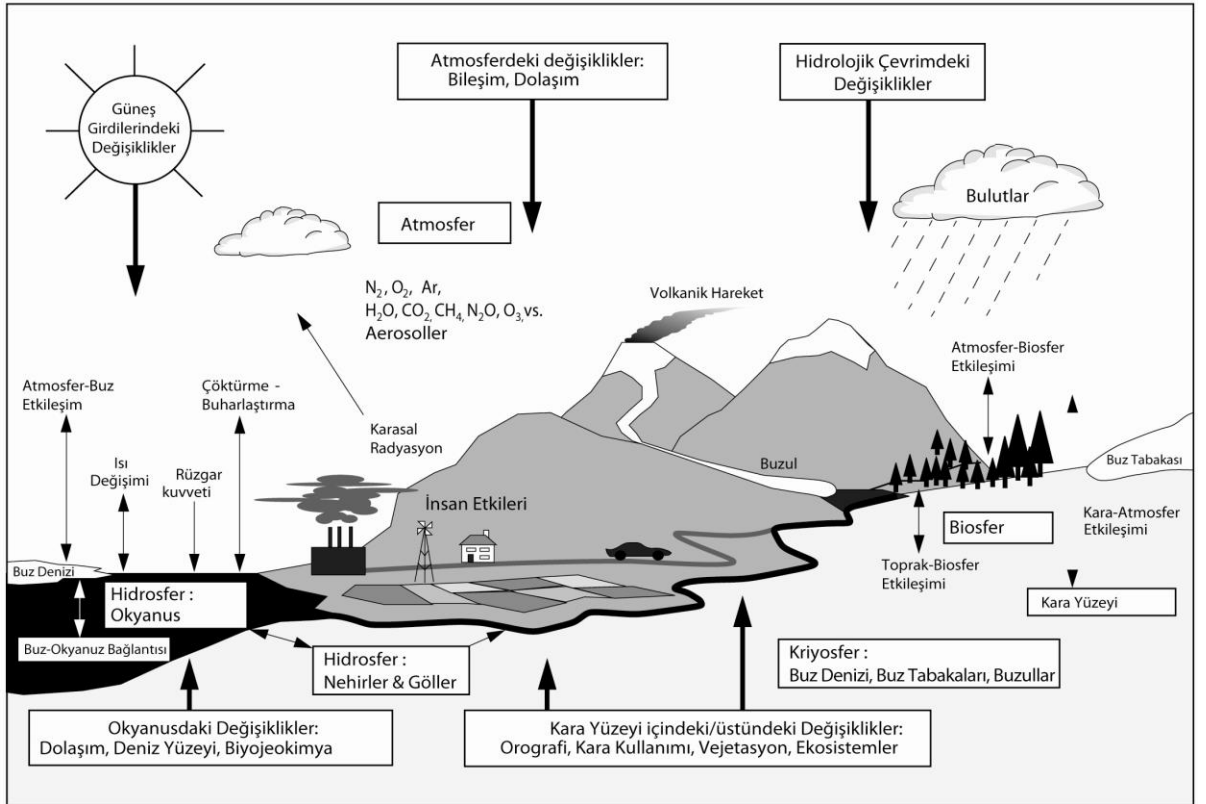 Güneş
Girdilerindeki
Değişiklikler
Atmosferdeki değişiklikler:
Bileşim, Dolaşım
Hidrolojik Çevrimdeki
Değişiklikler
Bulutlar
Atmosfer
N₂, O₂, Ar,
H₂O, CO₂, CH₄, N₂O, O₃, vs.
Aerosoller
Volkanik Hareket
Atmosfer-Biosfer
Etkileşimi
Atmosfer-Buz
Etkileşim
Çöktürme -
Buharlaştırma
Isı
Değişimi
Rüzgar
kuvveti
Karasal
Radyasyon
İnsan Etkileri
Buzul
Buz Tabakası
Biosfer
Kara-Atmosfer
Etkileşimi
Toprak-Biosfer
Etkileşimi
Kara Yüzeyi
Buz Denizi
Hidrosfer :
Okyanus
Buz-Okyanuz Bağlantısı
Hidrosfer :
Nehirler & Göller
Kriyosfer :
Buz Denizi, Buz Tabakaları, Buzullar
Okyanusdaki Değişiklikler:
Dolaşım, Deniz Yüzeyi, Biyojeokimya
Kara Yüzeyi içindeki/üstündeki Değişiklikler:
Orografi, Kara Kullanımı, Vejetasyon, Ekosistemler